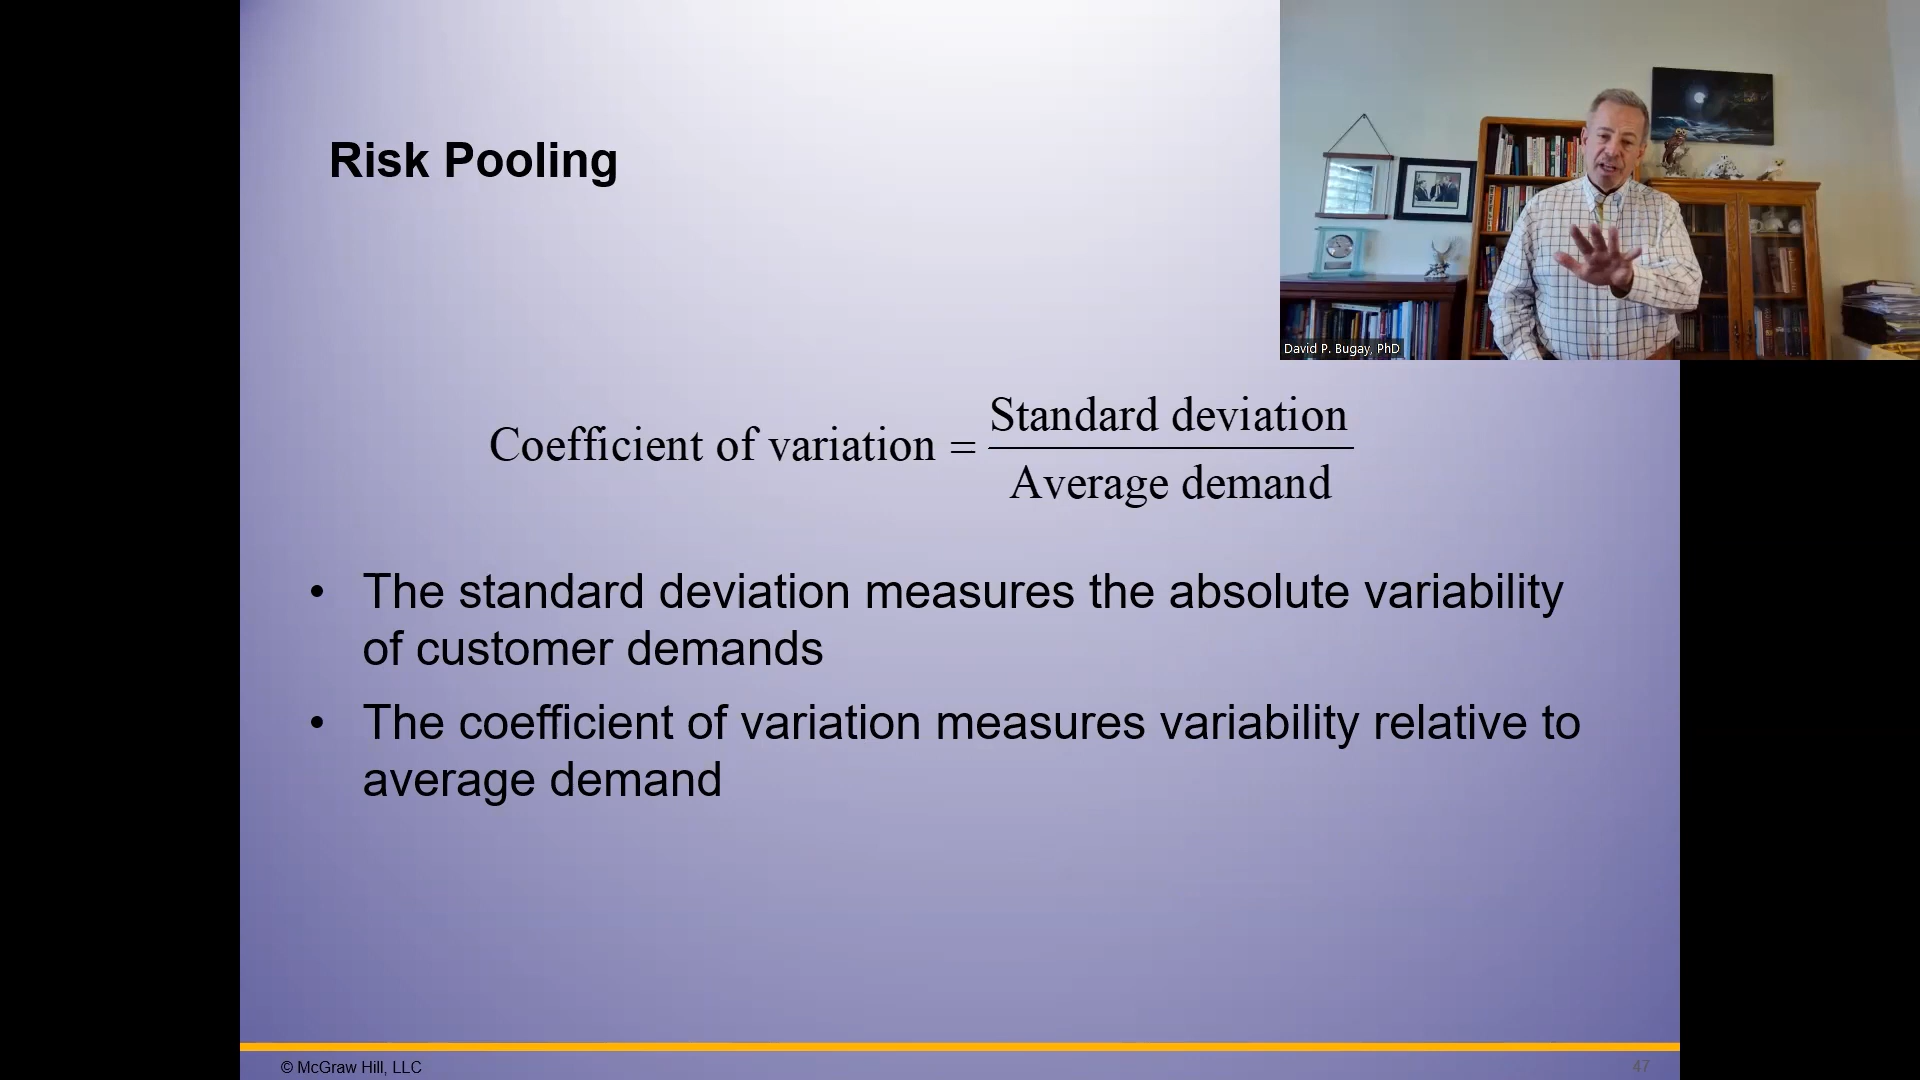 Risk Pooling
David P. Bugay, PhD
Coefficient of variation = Standard deviation / Average demand
• The standard deviation measures the absolute variability
of customer demands
• The coefficient of variation measures variability relative to
average demand
© McGraw Hill, LLC
47